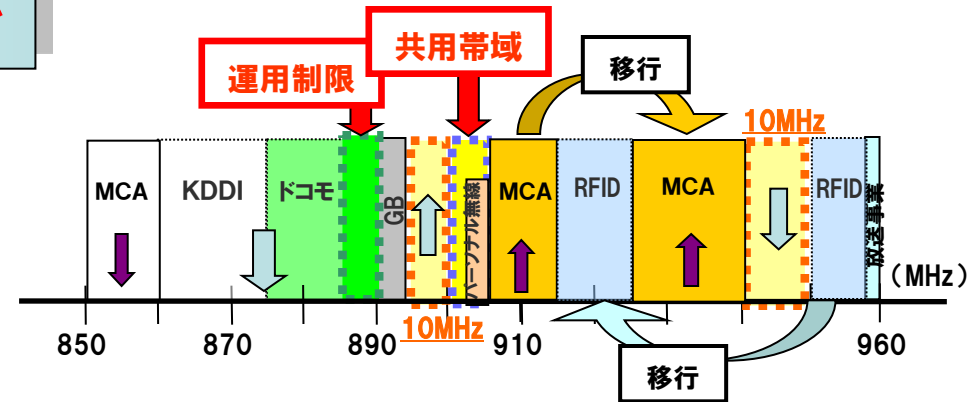 運用制限
共用帯域
移行
10MHz
MCA
KDDI
ドコモ
GB
パーソナル無線
MCA
RFID
MCA
RFID
放送事業
(MHz)
10MHz
850
870
890
910
960
移行